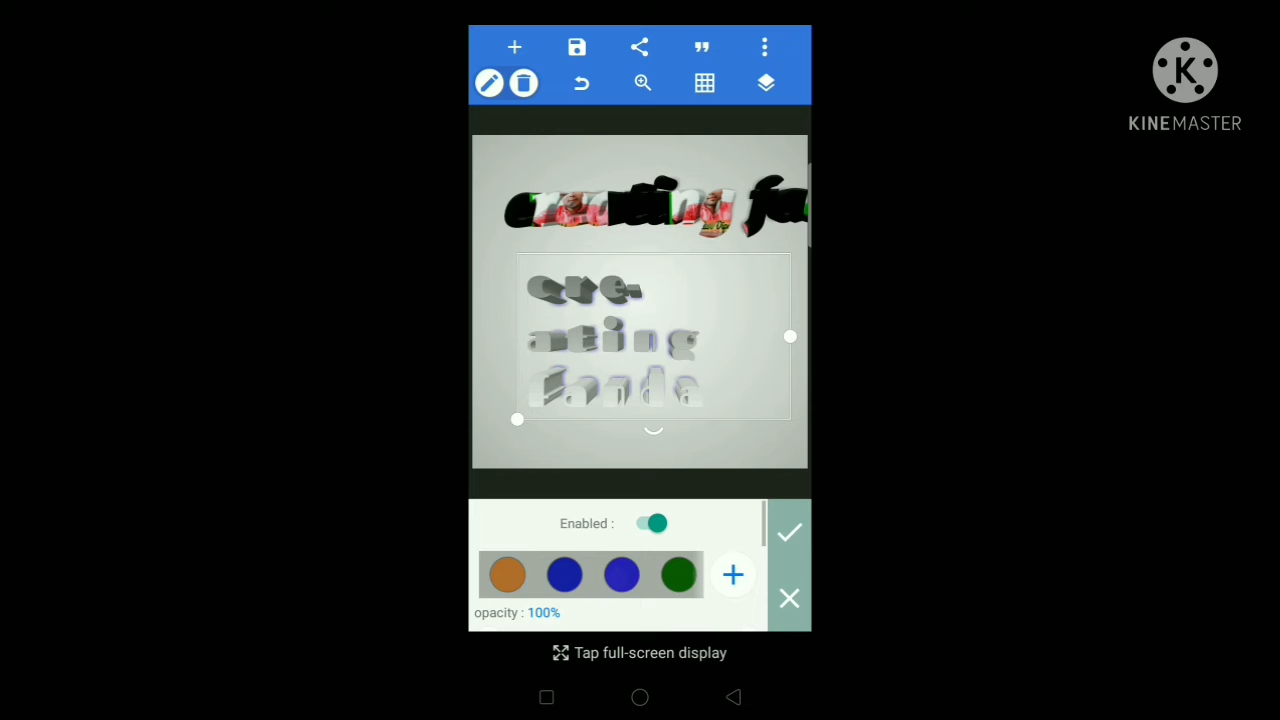 KINEMASTER
creating fa
cre-
ating
fanda
Enabled :
opacity : 100%
Tap full-screen display